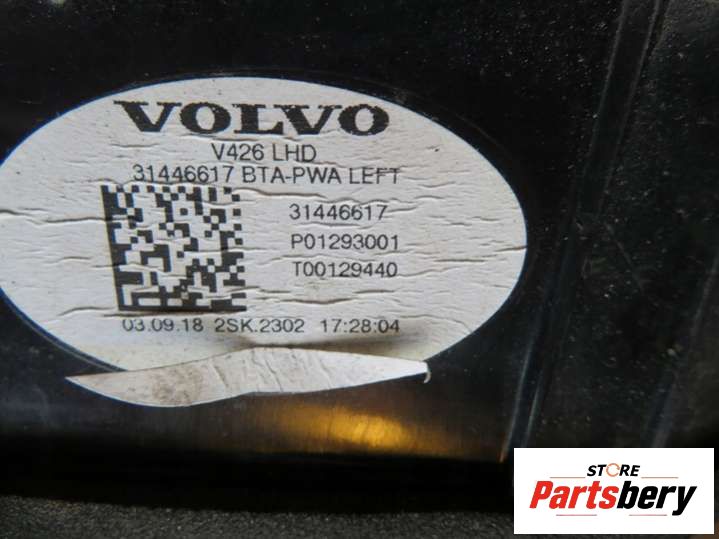 VOLVO
V426 LHD
31446617 BTA-PWA LEFT
31446617
P01293001
T00129440
03.09.18 2SK.2302 17:28:04
STORE
Partsbery